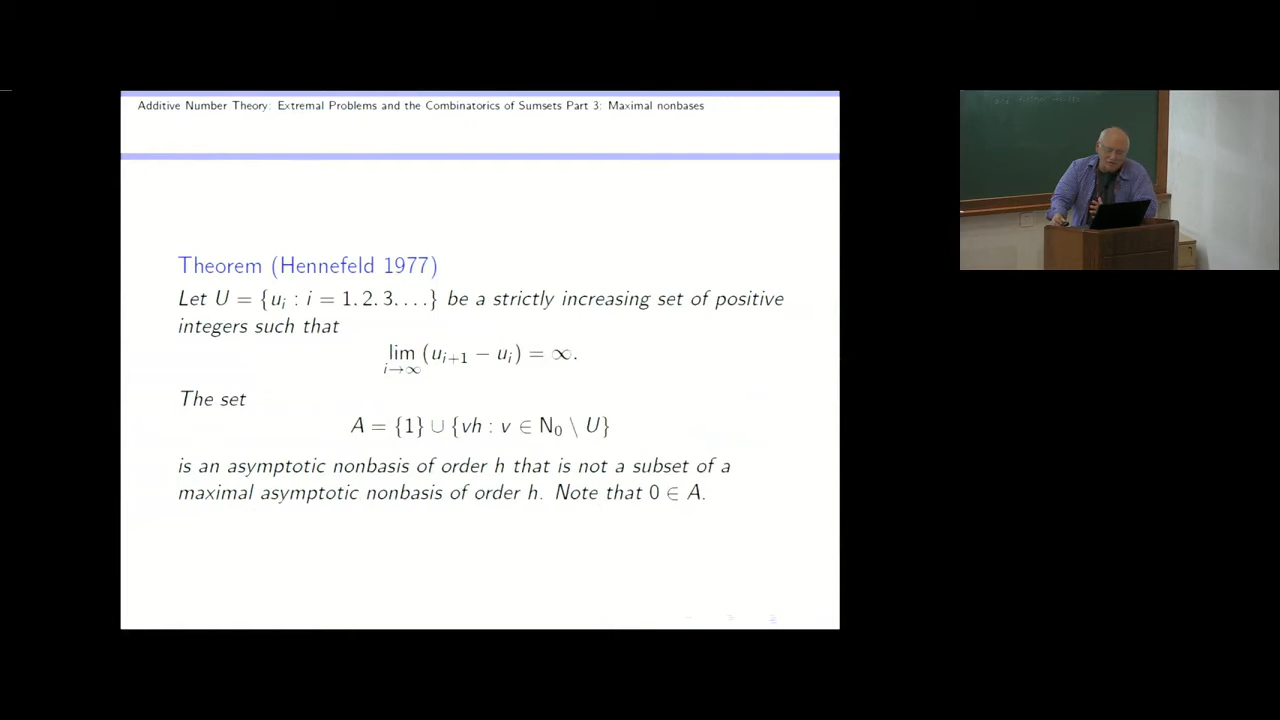 Additive Number Theory: Extremal Problems and the Combinatorics of Sumsets Part 3: Maximal nonbases
Theorem (Hennefeld 1977)
Let U = {u_i : i = 1, 2, 3, . . .} be a strictly increasing set of positive
integers such that
lim_{i→∞} (u_{i+1} − u_i) = ∞.
The set
A = {1} ∪ {vh : v ∈ N_0 \ U}
is an asymptotic nonbasis of order h that is not a subset of a
maximal asymptotic nonbasis of order h. Note that 0 ∈ A.